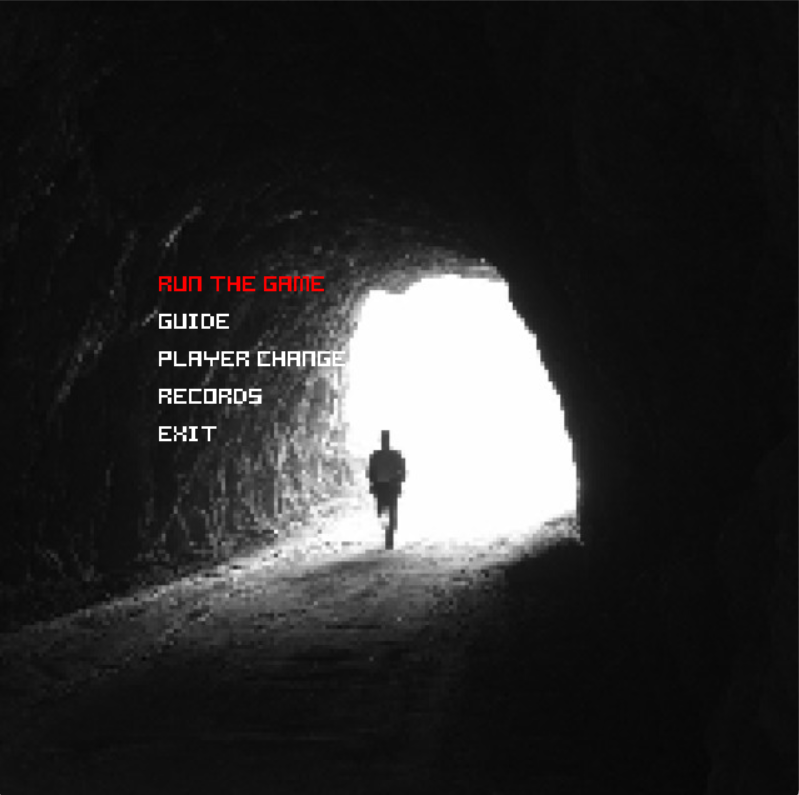 RUN THE GAME
GUIDE
PLAYER CHANGE
RECORDS
EXIT